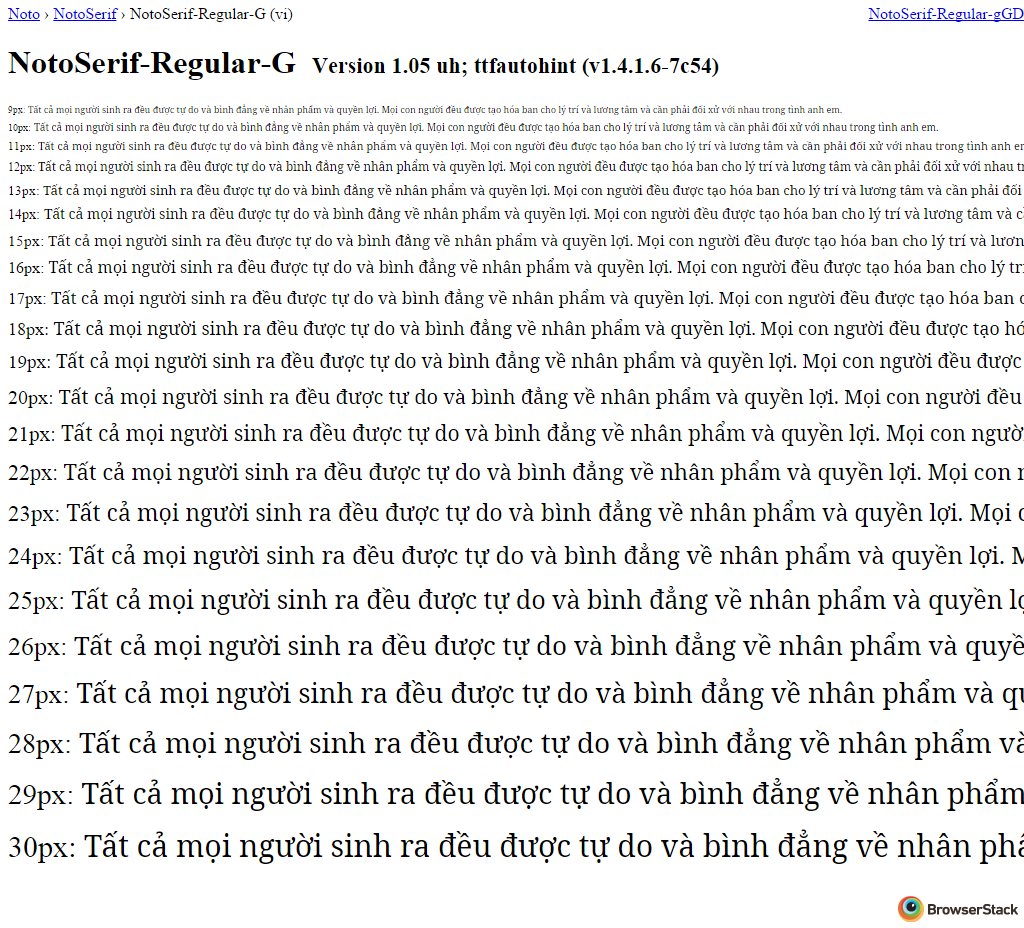 Noto › NotoSerif › NotoSerif-Regular-G (vi) NotoSerif-Regular-gGD
NotoSerif-Regular-G Version 1.05 uh; ttfautohint (v1.4.1.6-7c54)
9px: Tất cả mọi người sinh ra đều được tự do và bình đẳng về nhân phẩm và quyền lợi. Mọi con người đều được tạo hóa ban cho lý trí và lương tâm và cần phải đối xử với nhau trong tình anh em.
10px: Tất cả mọi người sinh ra đều được tự do và bình đẳng về nhân phẩm và quyền lợi. Mọi con người đều được tạo hóa ban cho lý trí và lương tâm và cần phải đối xử với nhau trong tình anh em.
11px: Tất cả mọi người sinh ra đều được tự do và bình đẳng về nhân phẩm và quyền lợi. Mọi con người đều được tạo hóa ban cho lý trí và lương tâm và cần phải đối xử với nhau trong tình anh e
12px: Tất cả mọi người sinh ra đều được tự do và bình đẳng về nhân phẩm và quyền lợi. Mọi con người đều được tạo hóa ban cho lý trí và lương tâm và cần phải đối xử với nhau t
13px: Tất cả mọi người sinh ra đều được tự do và bình đẳng về nhân phẩm và quyền lợi. Mọi con người đều được tạo hóa ban cho lý trí và lương tâm và cần phải đối
14px: Tất cả mọi người sinh ra đều được tự do và bình đẳng về nhân phẩm và quyền lợi. Mọi con người đều được tạo hóa ban cho lý trí và lương tâm và c
15px: Tất cả mọi người sinh ra đều được tự do và bình đẳng về nhân phẩm và quyền lợi. Mọi con người đều được tạo hóa ban cho lý trí và lươn
16px: Tất cả mọi người sinh ra đều được tự do và bình đẳng về nhân phẩm và quyền lợi. Mọi con người đều được tạo hóa ban cho lý tr
17px: Tất cả mọi người sinh ra đều được tự do và bình đẳng về nhân phẩm và quyền lợi. Mọi con người đều được tạo hóa ban c
18px: Tất cả mọi người sinh ra đều được tự do và bình đẳng về nhân phẩm và quyền lợi. Mọi con người đều được tạo hó
19px: Tất cả mọi người sinh ra đều được tự do và bình đẳng về nhân phẩm và quyền lợi. Mọi con người đều được
20px: Tất cả mọi người sinh ra đều được tự do và bình đẳng về nhân phẩm và quyền lợi. Mọi con người đều
21px: Tất cả mọi người sinh ra đều được tự do và bình đẳng về nhân phẩm và quyền lợi. Mọi con ngườ
22px: Tất cả mọi người sinh ra đều được tự do và bình đẳng về nhân phẩm và quyền lợi. Mọi con n
23px: Tất cả mọi người sinh ra đều được tự do và bình đẳng về nhân phẩm và quyền lợi. Mọi c
24px: Tất cả mọi người sinh ra đều được tự do và bình đẳng về nhân phẩm và quyền lợi. M
25px: Tất cả mọi người sinh ra đều được tự do và bình đẳng về nhân phẩm và quyền lợ
26px: Tất cả mọi người sinh ra đều được tự do và bình đẳng về nhân phẩm và quyề
27px: Tất cả mọi người sinh ra đều được tự do và bình đẳng về nhân phẩm và qu
28px: Tất cả mọi người sinh ra đều được tự do và bình đẳng về nhân phẩm và
29px: Tất cả mọi người sinh ra đều được tự do và bình đẳng về nhân phẩm
30px: Tất cả mọi người sinh ra đều được tự do và bình đẳng về nhân phẩ
BrowserStack